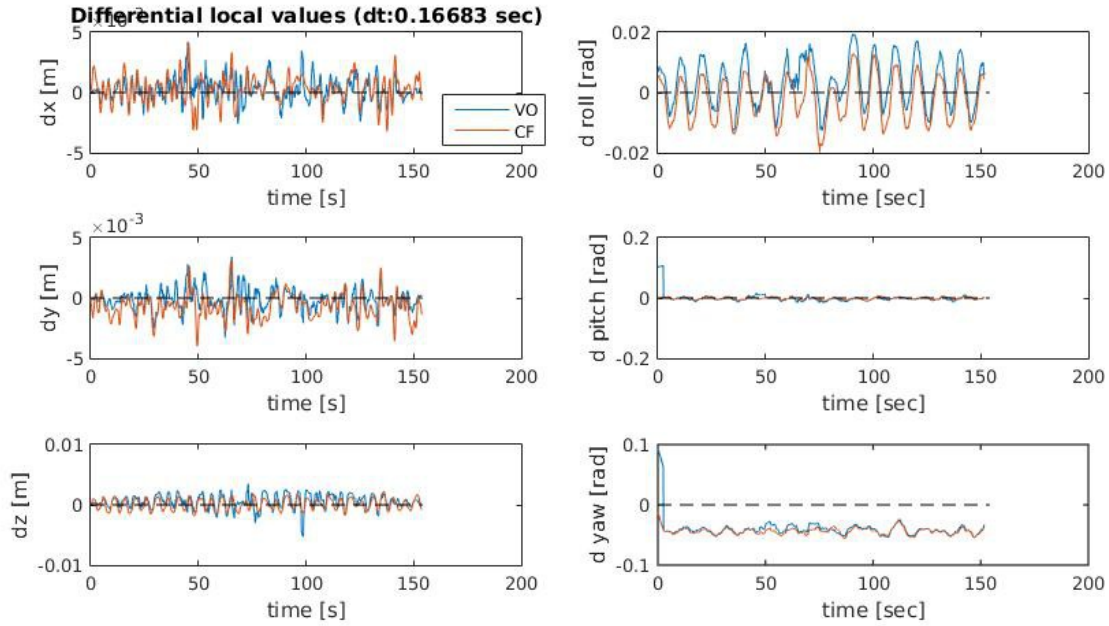 Differential local values (dt:0.16683 sec)
5
0
-5
dx [m]
0 50 100 150 200
time [s]
VO
CF
0.02
0
-0.02
d roll [rad]
0 50 100 150 200
time [sec]
×10-3
5
0
-5
dy [m]
0 50 100 150 200
time [s]
0.2
0
-0.2
d pitch [rad]
0 50 100 150 200
time [sec]
0.01
0
-0.01
dz [m]
0 50 100 150 200
time [s]
0.1
0
-0.1
d yaw [rad]
0 50 100 150 200
time [sec]